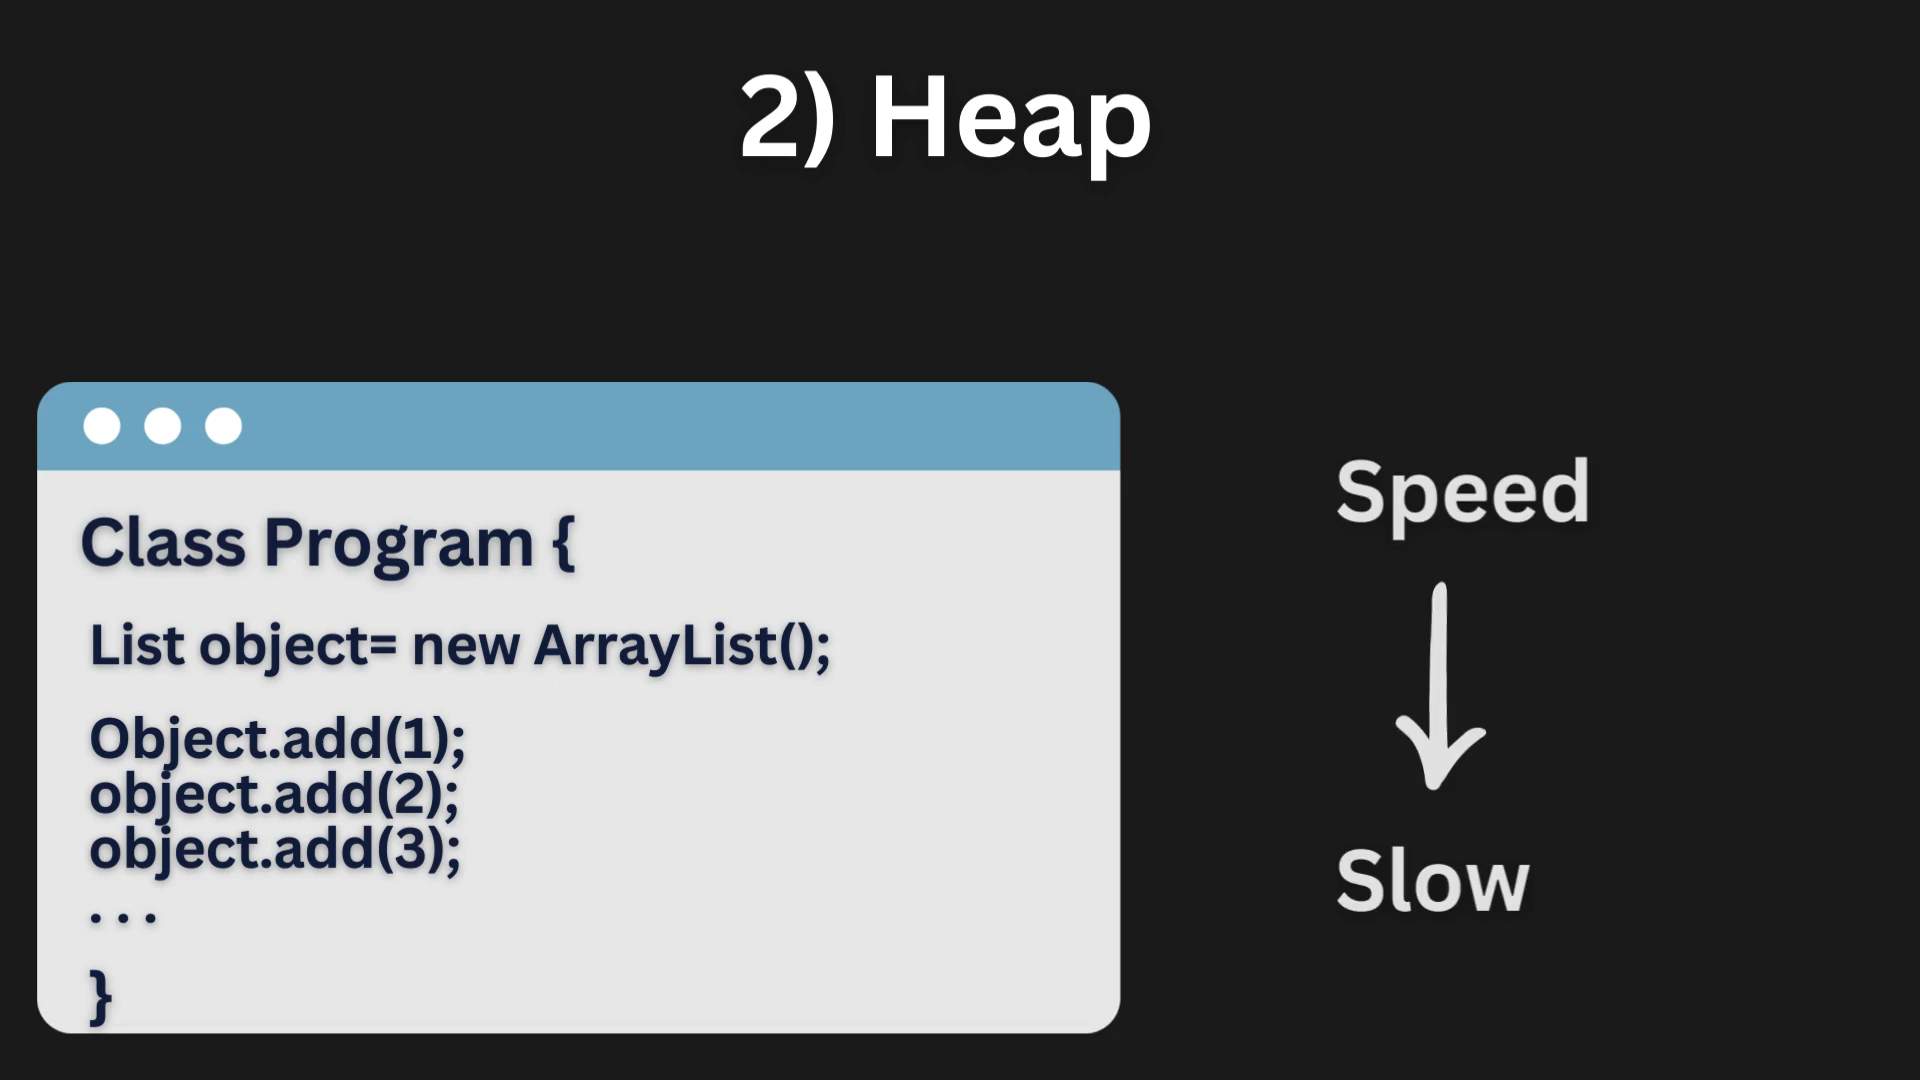 2) Heap
Class Program {
List object= new ArrayList();
Object.add(1);
object.add(2);
object.add(3);
...
}
Speed
Slow